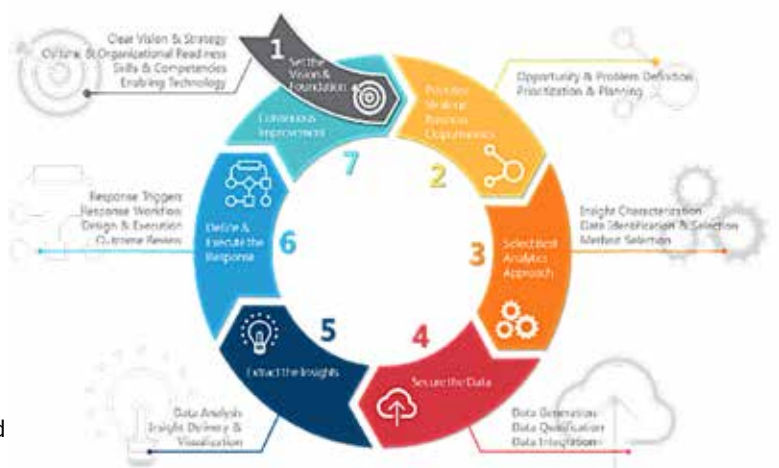 Clear Vision & Strategy
Cultural & Organizational Readiness
Skills & Competencies
Enabling Technology
1
Set the
Vision &
Foundation
Prioritize
Strategic
Business
Opportunities
2
Opportunity & Problem Definition
Prioritization & Planning
3
Select Best
Analytics
Approach
Insight Characterization
Data Identification & Selection
Method Selection
4
Secure the Data
Data Generation
Data Qualification
Data Integration
5
Extract the Insights
Data Analysis
Insight Delivery &
Visualization
6
Define &
Execute the
Response
Response Triggers
Response Workflow
Design & Execution
Outcome Review
7
Continuous
Improvement
d